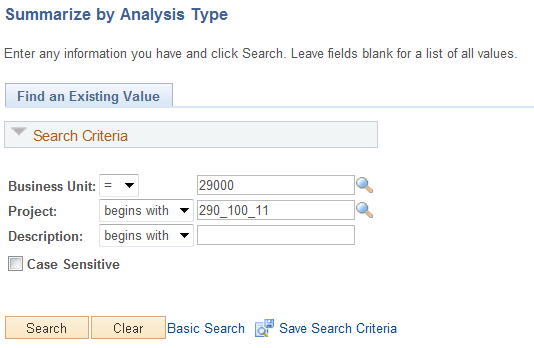 Summarize by Analysis Type
Enter any information you have and click Search. Leave fields blank for a list of all values.
Find an Existing Value
Search Criteria
Business Unit: = 29000
Project: begins with 290_100_11
Description: begins with
Case Sensitive
Search Clear Basic Search Save Search Criteria